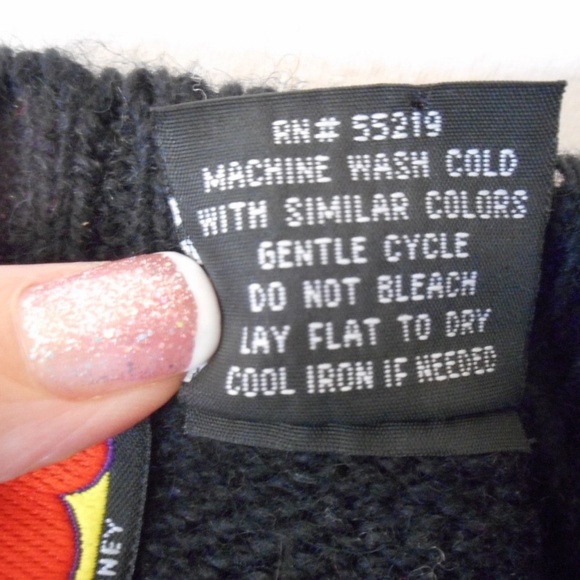 RN# 55219
MACHINE WASH COLD
WITH SIMILAR COLORS
GENTLE CYCLE
DO NOT BLEACH
LAY FLAT TO DRY
COOL IRON IF NEEDED
NEY